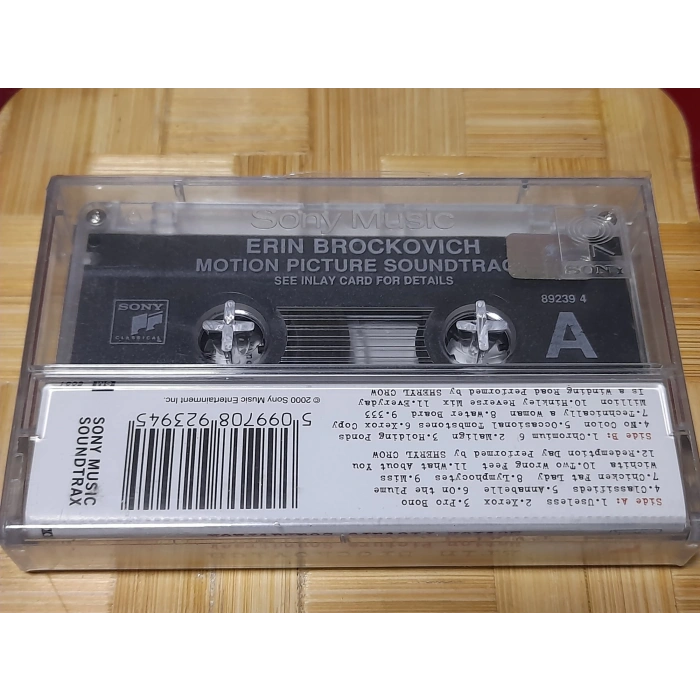 Sony Music
ERIN BROCKOVICH
MOTION PICTURE SOUNDTRAC
SEE INLAY CARD FOR DETAILS
SONY
CLASSICAL
89239 4
A
SONY
SONY MUSIC
SOUNDTRAX
5 099708 923945
© 2000 Sony Music Entertainment Inc.
Side A: 1.Useless 2.Xerox 3.Pro Bono
4.Classifieds 5.Annabelle 6.On the Plume
7.Chicken Fat Lady 8.Lymphocytes 9.Miss
Wichita 10.Two Wrong Feet 11.What About You
12.Redemption Day Performed by SHERYL CROW
Side B: 1.Chromium 6 2.Malign 3.Holding Ponds
4.No Colon 5.Occasional Tombstones 6.Xerox Copy
7.Technically a woman 8.Water Board 9.333
Million 10.Hinkley Reverse Mix 11.Everyday
Is a Winding Road Performed by SHERYL CROW